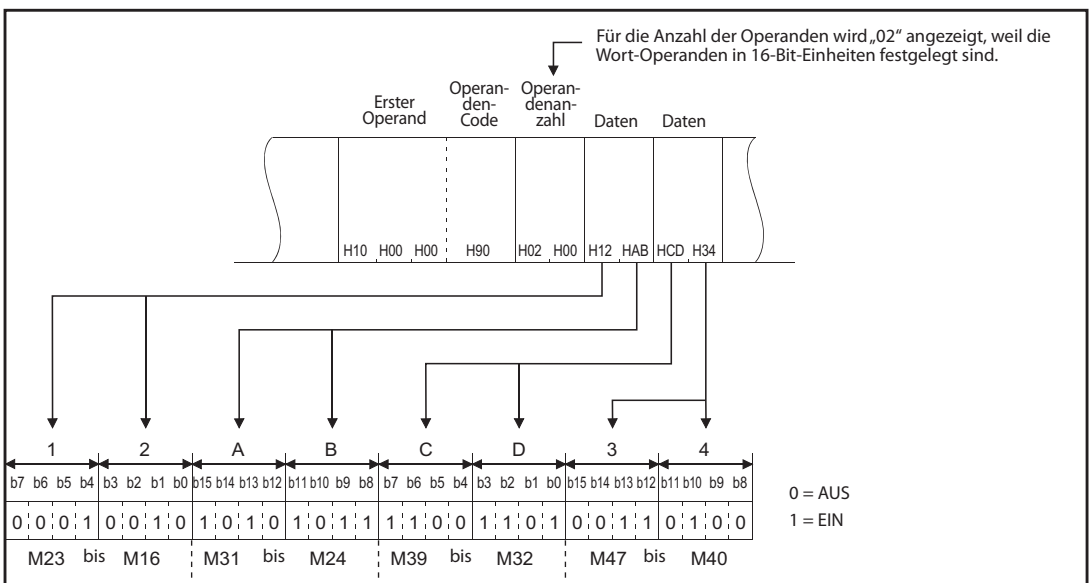 Für die Anzahl der Operanden wird „02“ angezeigt, weil die
Wort-Operanden in 16-Bit-Einheiten festgelegt sind.
Erster
Operand
Operan-
den-
Code
Operan-
denan-
zahl
Daten
Daten
H10 H00 H00 H90 H02 H00 H12 HAB HCD H34
1 2 A B C D 3 4
b7 b6 b5 b4 b3 b2 b1 b0 b15 b14 b13 b12 b11 b10 b9 b8 b7 b6 b5 b4 b3 b2 b1 b0 b15 b14 b13 b12 b11 b10 b9 b8
0 = AUS
0 0 0 1 0 0 1 0 1 0 1 0 1 0 1 1 1 1 0 0 1 1 0 1 0 0 1 1 0 1 0 0
1 = EIN
M23 bis M16 M31 bis M24 M39 bis M32 M47 bis M40